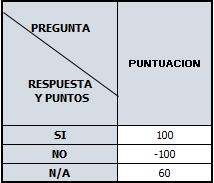 PREGUNTA
PUNTUACION
RESPUESTA
Y PUNTOS
SI 100
NO -100
N/A 60